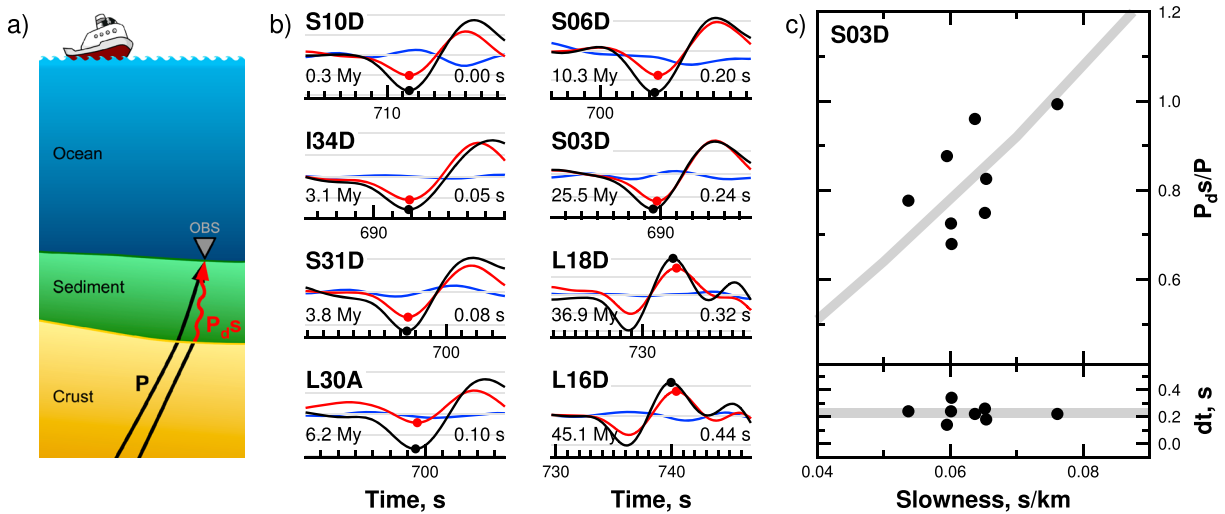 a)
Ocean
OBS
Sediment
P_ds
P
Crust
b)
S10D
0.3 My 0.00 s
710
S06D
10.3 My 0.20 s
700
I34D
3.1 My 0.05 s
690
S03D
25.5 My 0.24 s
690
S31D
3.8 My 0.08 s
700
L18D
36.9 My 0.32 s
730
L30A
6.2 My 0.10 s
700
L16D
45.1 My 0.44 s
730 740
Time, s
Time, s
c)
S03D
1.2
1.0
0.8
0.6
P_ds/P
0.4
0.2
0.0
dt, s
0.04 0.06 0.08
Slowness, s/km